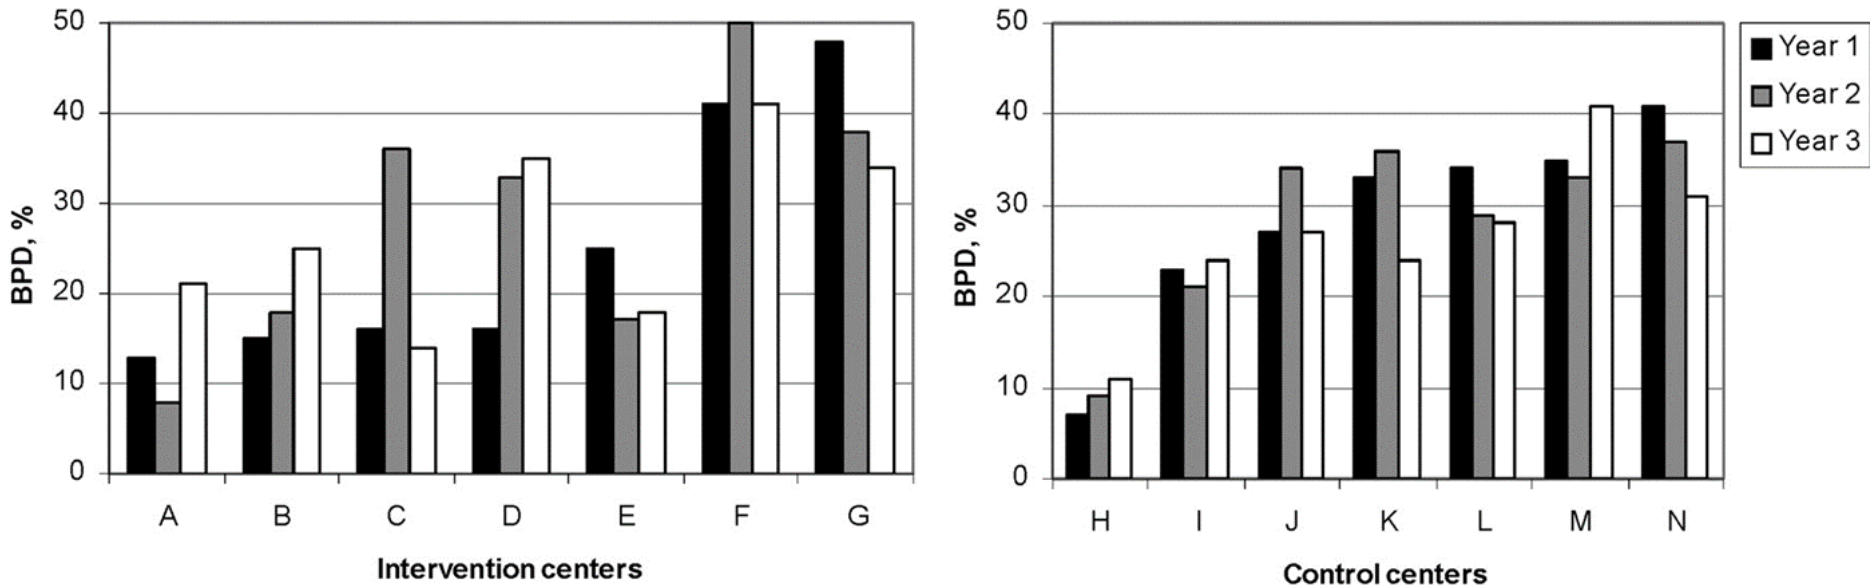 BPD, %
50
40
30
20
10
0
A B C D E F G
Intervention centers
BPD, %
50
40
30
20
10
0
H I J K L M N
Control centers
Year 1
Year 2
Year 3